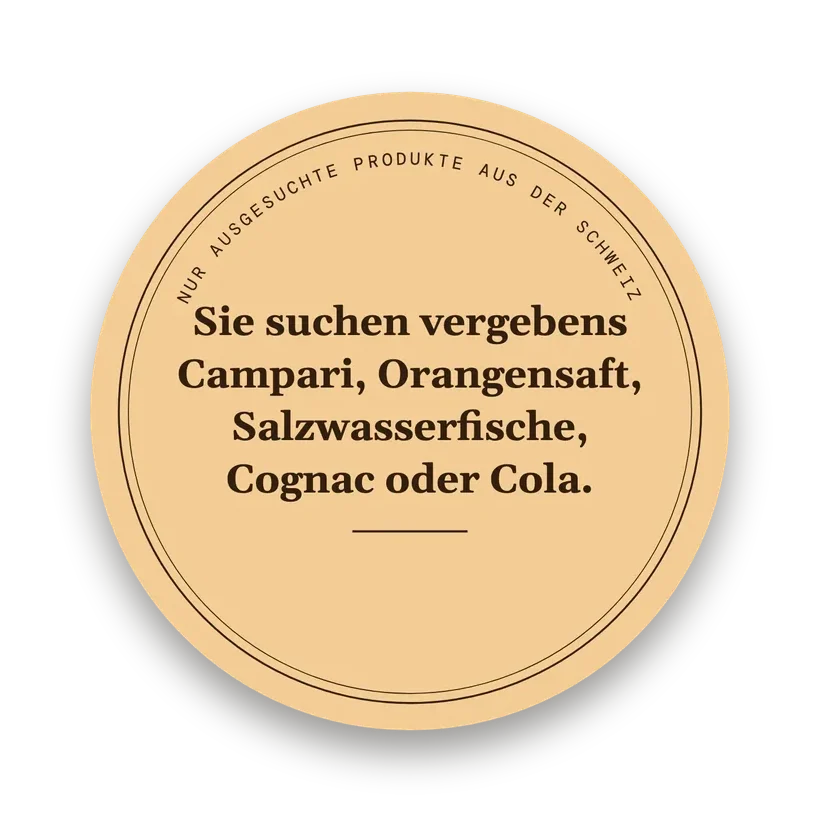 NUR AUSGESUCHTE PRODUKTE AUS DER SCHWEIZ
Sie suchen vergebens
Campari, Orangensaft,
Salzwasserfische,
Cognac oder Cola.